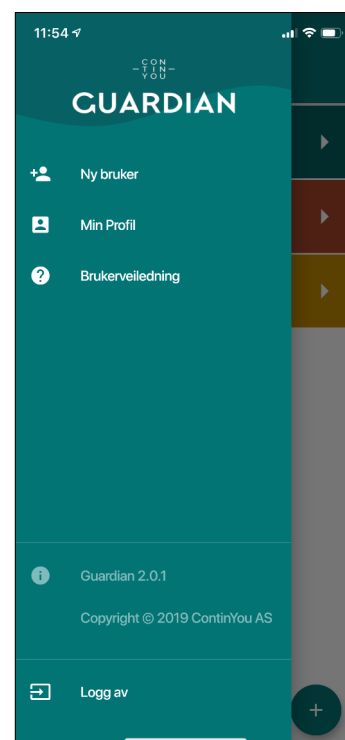 11:54
CON
TIN
YOU
GUARDIAN
Ny bruker
Min Profil
Brukerveiledning
Guardian 2.0.1
Copyright © 2019 ContinYou AS
Logg av